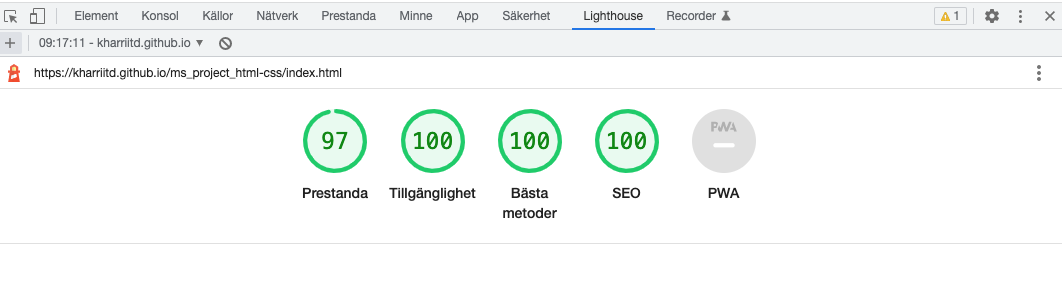 Element Konsol Källor Nätverk Prestanda Minne App Säkerhet Lighthouse Recorder 1
09:17:11 - kharriitd.github.io
https://kharriitd.github.io/ms_project_html-css/index.html
97 100 100 100 PWA
Prestanda Tillgänglighet Bästa metoder SEO PWA